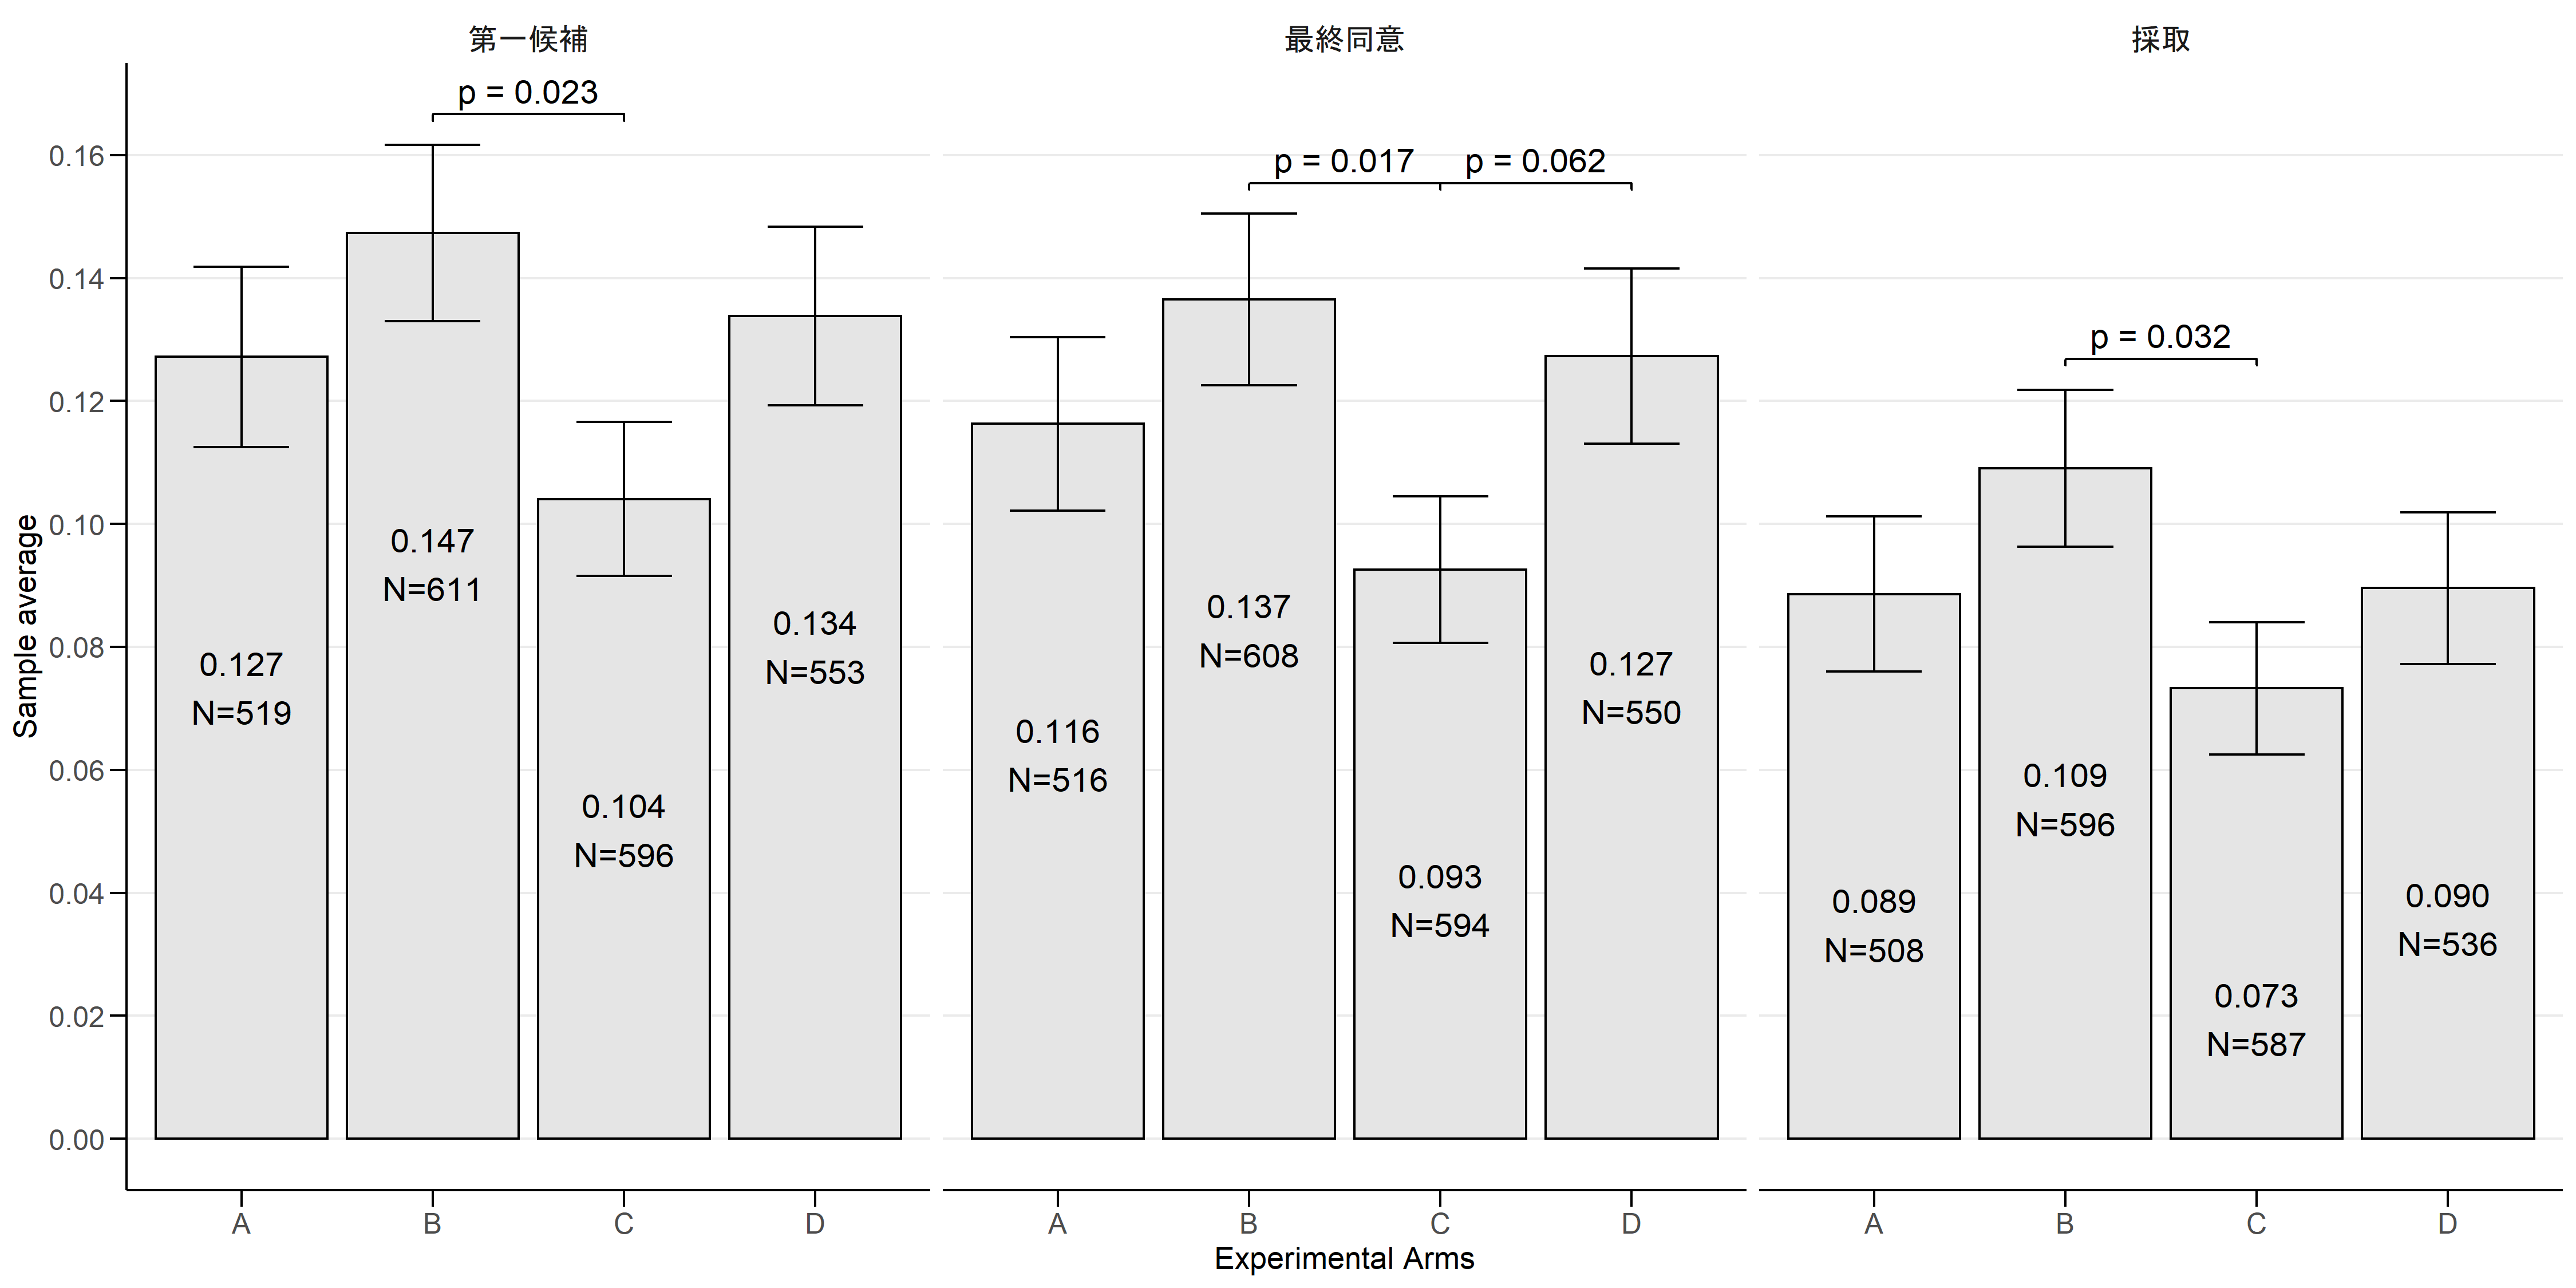 第一候補
最終同意
採取
Sample average
0.16
0.14
0.12
0.10
0.08
0.06
0.04
0.02
0.00
p = 0.023
0.127
N=519
0.147
N=611
0.104
N=596
0.134
N=553
A
B
C
D
p = 0.017
p = 0.062
0.116
N=516
0.137
N=608
0.093
N=594
0.127
N=550
A
B
C
D
p = 0.032
0.089
N=508
0.109
N=596
0.073
N=587
0.090
N=536
A
B
C
D
Experimental Arms